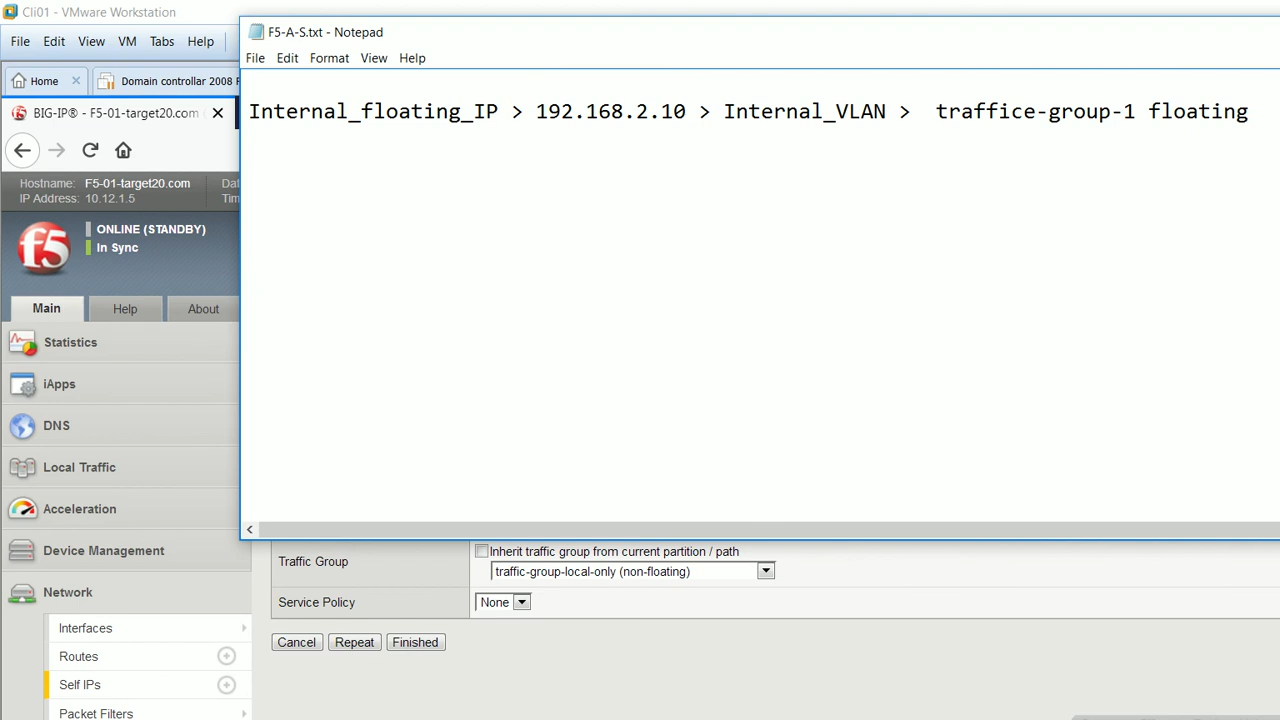 Cli01 - VMware Workstation
File Edit View VM Tabs Help
Home × Domain controller 2008
BIG-IP® - F5-01-target20.com ×
Hostname: F5-01-target20.com
IP Address: 10.12.1.5
ONLINE (STANDBY)
In Sync
f5
Main Help About
Statistics
iApps
DNS
Local Traffic
Acceleration
Device Management
Network
Interfaces
Routes
Self IPs
Packet Filters
F5-A-S.txt - Notepad
File Edit Format View Help
Internal_floating_IP > 192.168.2.10 > Internal_VLAN > traffice-group-1 floating
Traffic Group
Inherit traffic group from current partition / path
traffic-group-local-only (non-floating)
Service Policy None
Cancel Repeat Finished